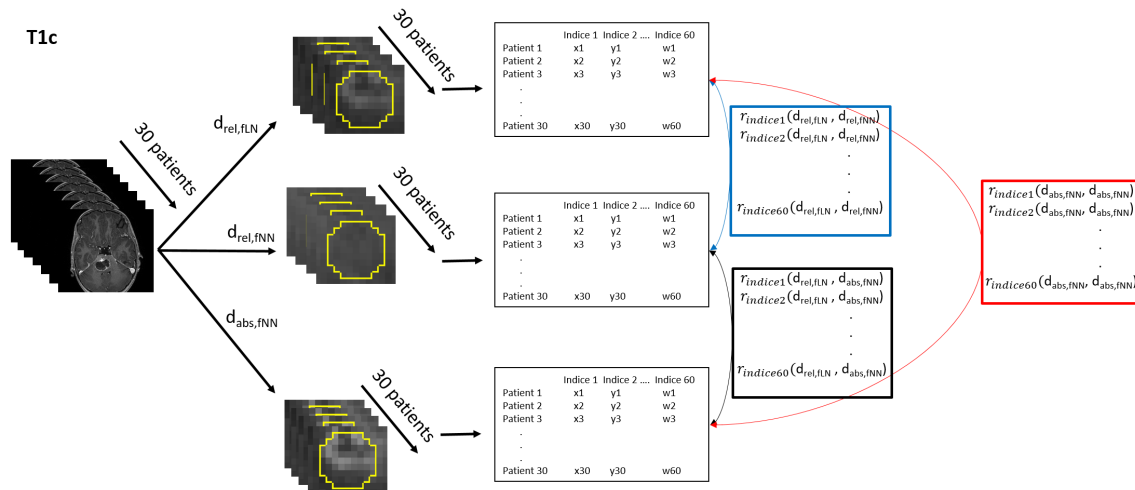 T1c
30 patients
d_rel,fLN
d_rel,fNN
d_abs,fNN
30 patients
Indice 1 Indice 2 .... Indice 60
Patient 1 x1 y1 w1
Patient 2 x2 y2 w2
Patient 3 x3 y3 w3
.
.
.
Patient 30 x30 y30 w60
30 patients
Indice 1 Indice 2 .... Indice 60
Patient 1 x1 y1 w1
Patient 2 x2 y2 w2
Patient 3 x3 y3 w3
.
.
.
Patient 30 x30 y30 w60
30 patients
Indice 1 Indice 2 .... Indice 60
Patient 1 x1 y1 w1
Patient 2 x2 y2 w2
Patient 3 x3 y3 w3
.
.
.
Patient 30 x30 y30 w60
r_indice1(d_rel,fLN , d_rel,fNN)
r_indice2(d_rel,fLN , d_rel,fNN)
.
.
.
r_indice60(d_rel,fLN , d_rel,fNN)
r_indice1(d_rel,fLN , d_abs,fNN)
r_indice2(d_rel,fLN , d_abs,fNN)
.
.
.
r_indice60(d_rel,fLN , d_abs,fNN)
r_indice1(d_abs,fNN, d_abs,fNN)
r_indice2(d_abs,fNN, d_abs,fNN)
.
.
.
r_indice60(d_abs,fNN, d_abs,fNN)